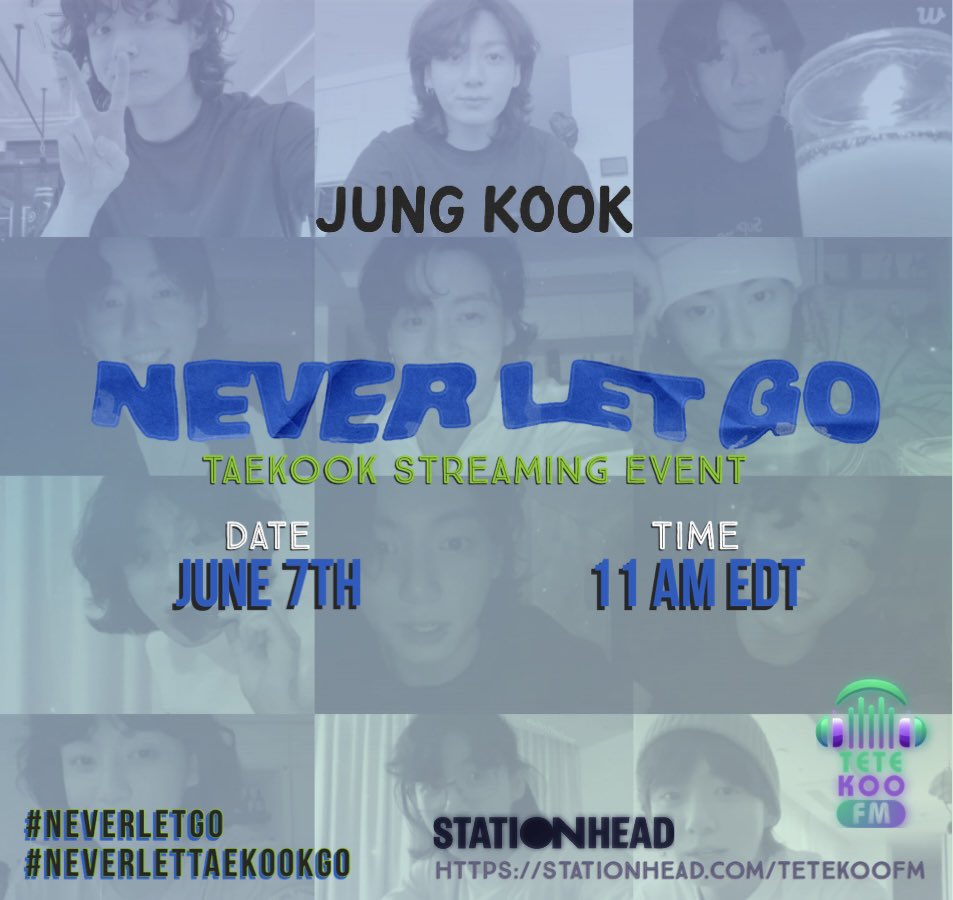 w
JUNG KOOK
NEVER LET GO
TAEKOOK STREAMING EVENT
DATE
JUNE 7TH
TIME
11 AM EDT
TETE
KOO
FM
#NEVERLETGO
#NEVERLETTAEKOOKGO
STATIONHEAD
HTTPS://STATIONHEAD.COM/TETEKOOFM